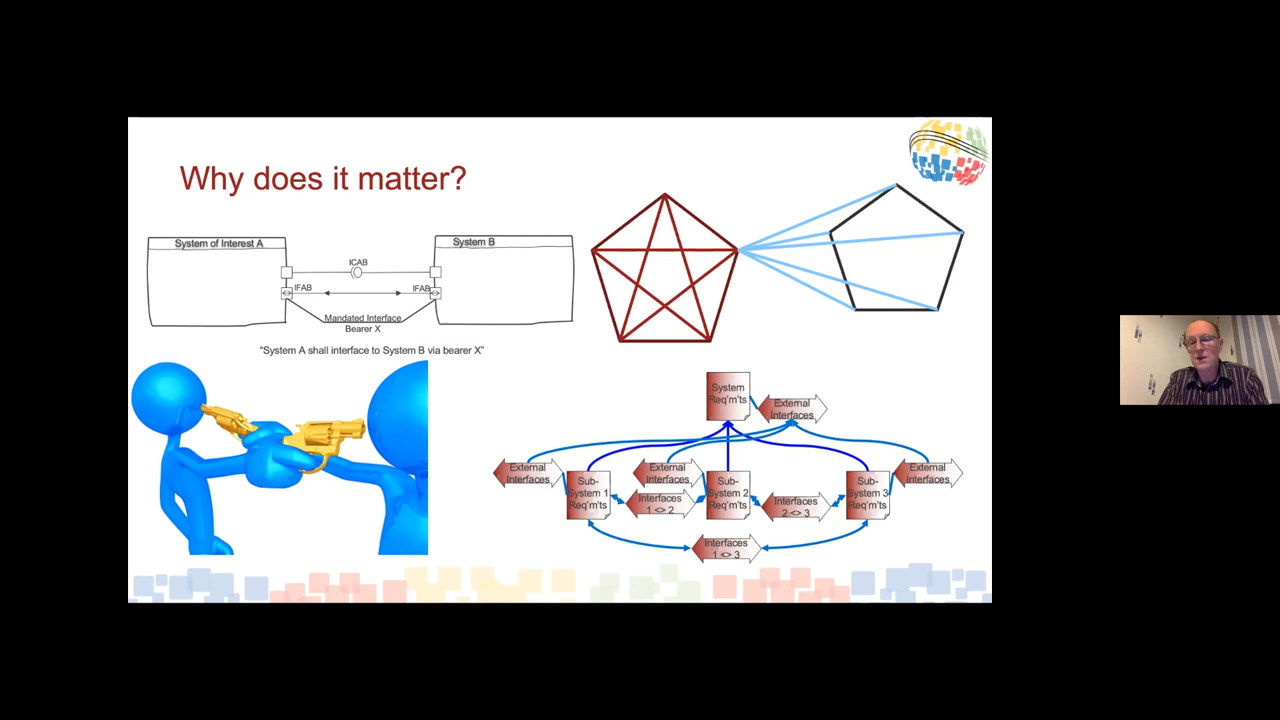 Why does it matter?
System of Interest A
System B
ICAB
IFAB
IFAB
Mandated Interface
Bearer X
"System A shall interface to System B via bearer X"
System
Req'm'ts
External
Interfaces
External
Interfaces
Sub-
System 1
Req'm'ts
External
Interfaces
Interfaces
1 <> 2
Sub-
System 2
Req'm'ts
Interfaces
2 <> 3
Sub-
System 3
Req'm'ts
External
Interfaces
Interfaces
1 <> 3